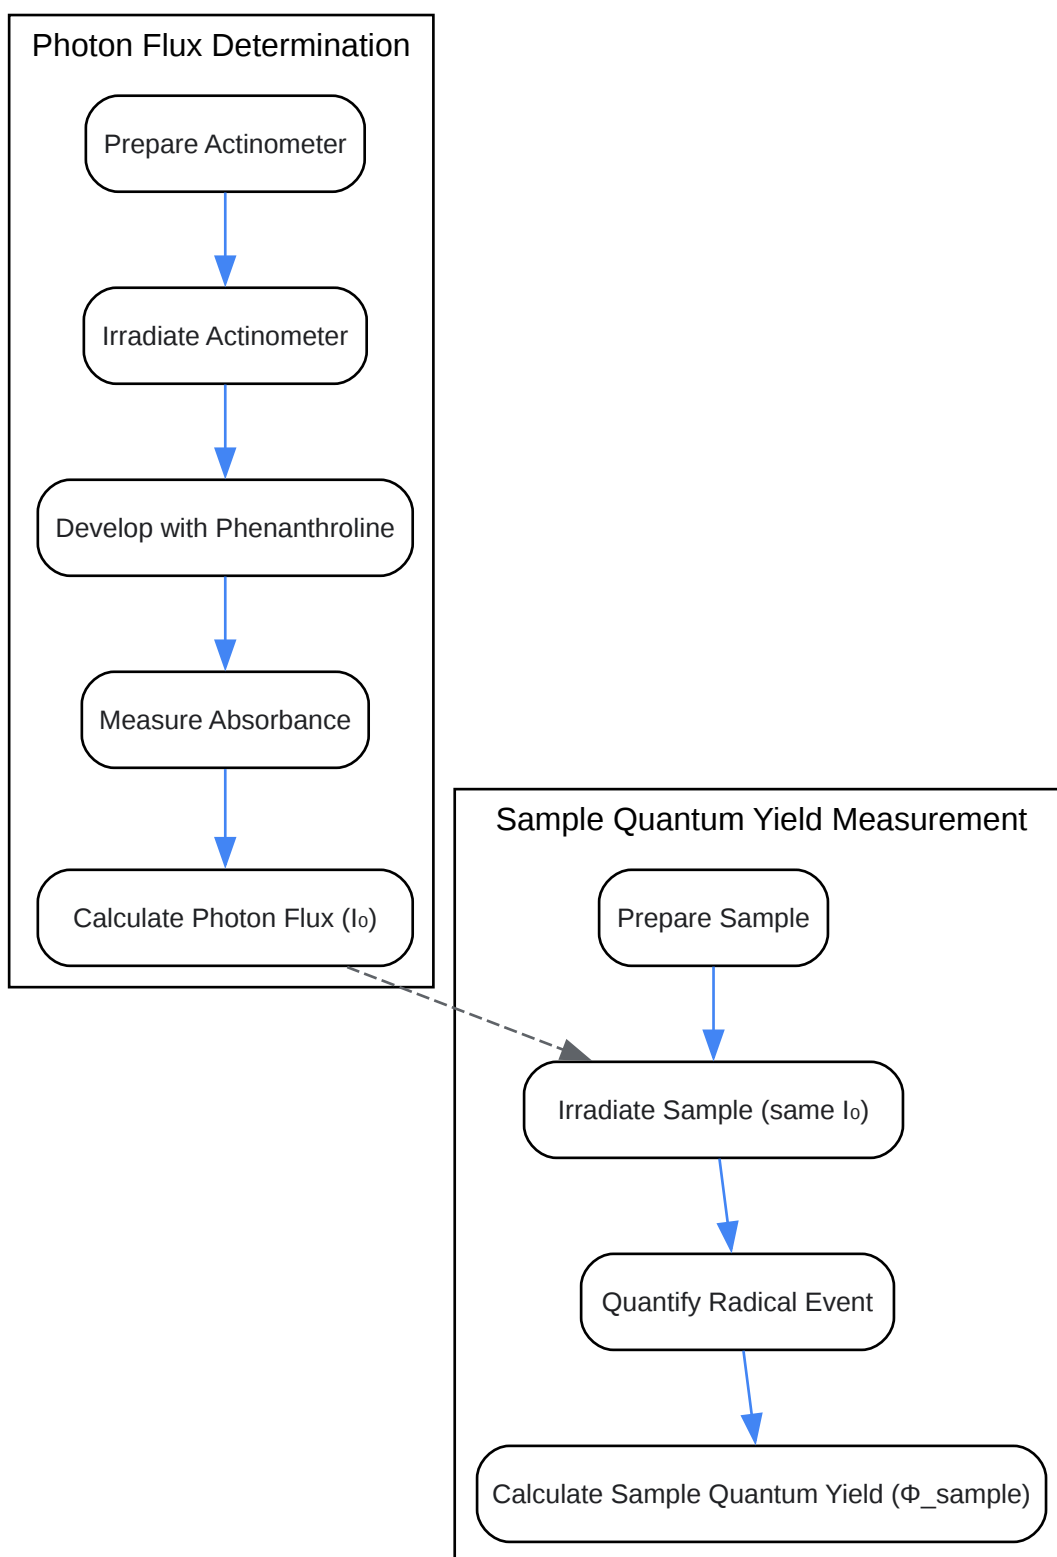 Photon Flux Determination
Prepare Actinometer
Irradiate Actinometer
Develop with Phenanthroline
Measure Absorbance
Calculate Photon Flux (I₀)
Sample Quantum Yield Measurement
Prepare Sample
Irradiate Sample (same I₀)
Quantify Radical Event
Calculate Sample Quantum Yield (Φ_sample)